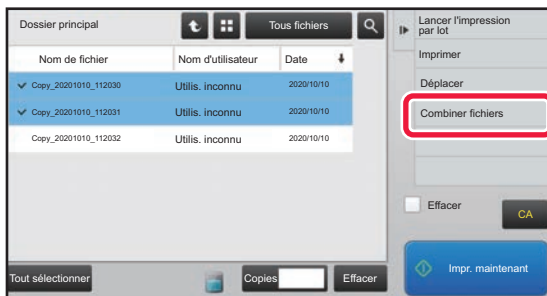 Dossier principal
Tous fichiers
Nom de fichier
Nom d'utilisateur
Date
Copy_20201010_112030
Utilis. inconnu
2020/10/10
Copy_20201010_112031
Utilis. inconnu
2020/10/10
Copy_20201010_112032
Utilis. inconnu
2020/10/10
Tout sélectionner
Copies
Effacer
Lancer l'impression
par lot
Imprimer
Déplacer
Combiner fichiers
Effacer
CA
Impr. maintenant